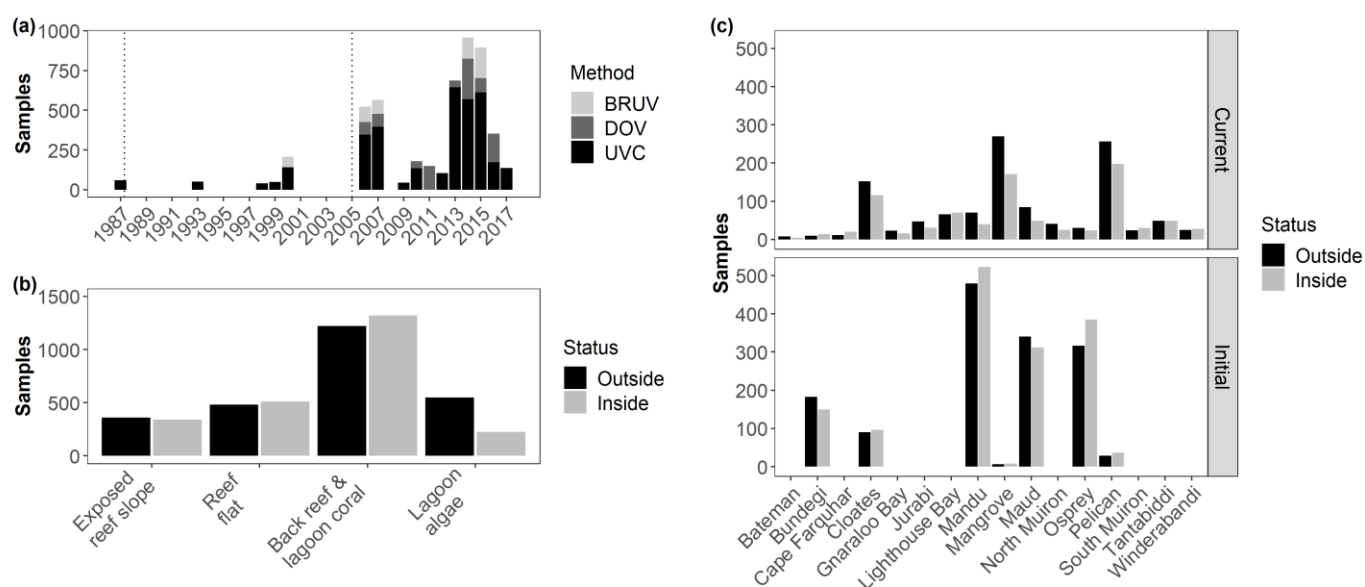 (a)
1000
750
500
250
0
Samples
1987
1989
1991
1993
1995
1997
1999
2001
2003
2005
2007
2009
2011
2013
2015
2017
Method
BRUV
DOV
UVC
(b)
1500
1000
500
0
Samples
Exposed
reef slope
Reef
flat
Back reef &
lagoon coral
Lagoon
algae
Status
Outside
Inside
(c)
500
400
300
200
100
0
Samples
Current
500
400
300
200
100
0
Samples
Initial
Bateman
Bundegi
Cape Farquhar
Cloates
Gnaraloo Bay
Jurabi
Lighthouse Bay
Mandu
Mangrove
Maud
North Muiron
Osprey
Pelican
South Muiron
Tantabiddi
Winderabandi
Status
Outside
Inside